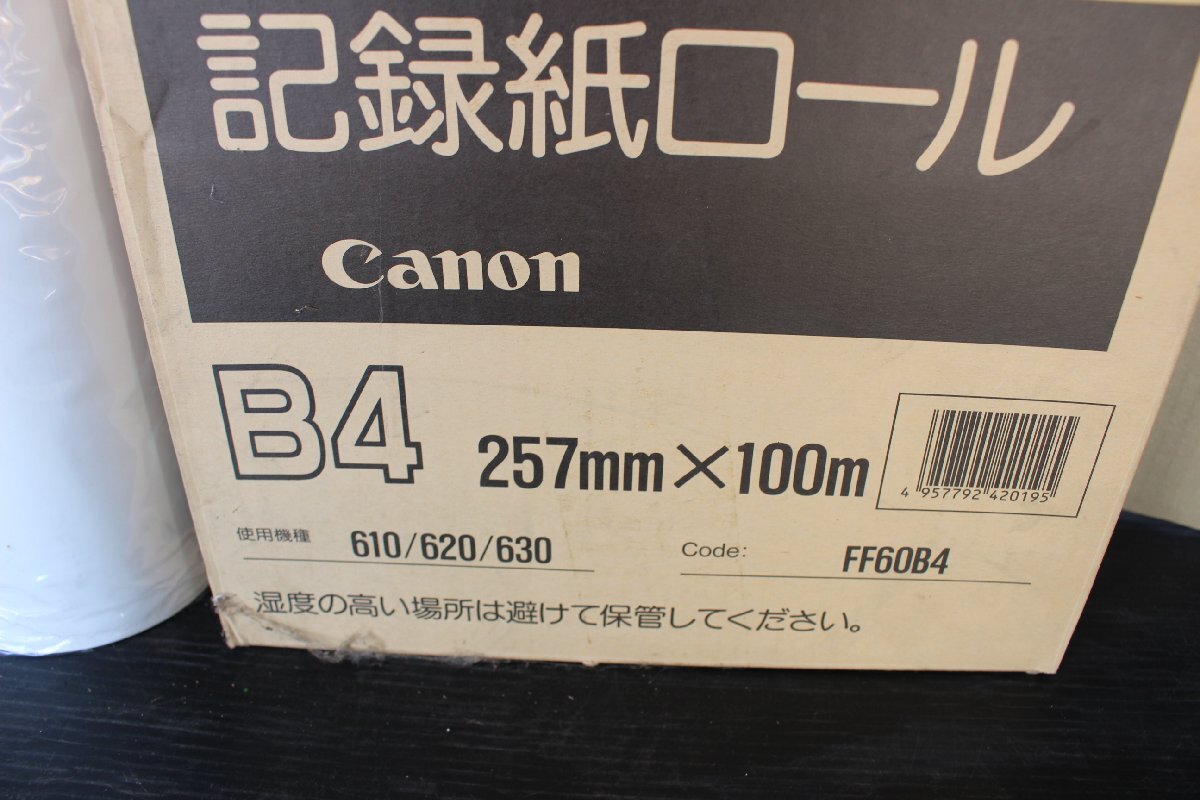 記録紙ロール
Canon
B4 257mm×100m
4 957792 420195
使用機種 610/620/630
Code: FF60B4
湿度の高い場所は避けて保管してください。